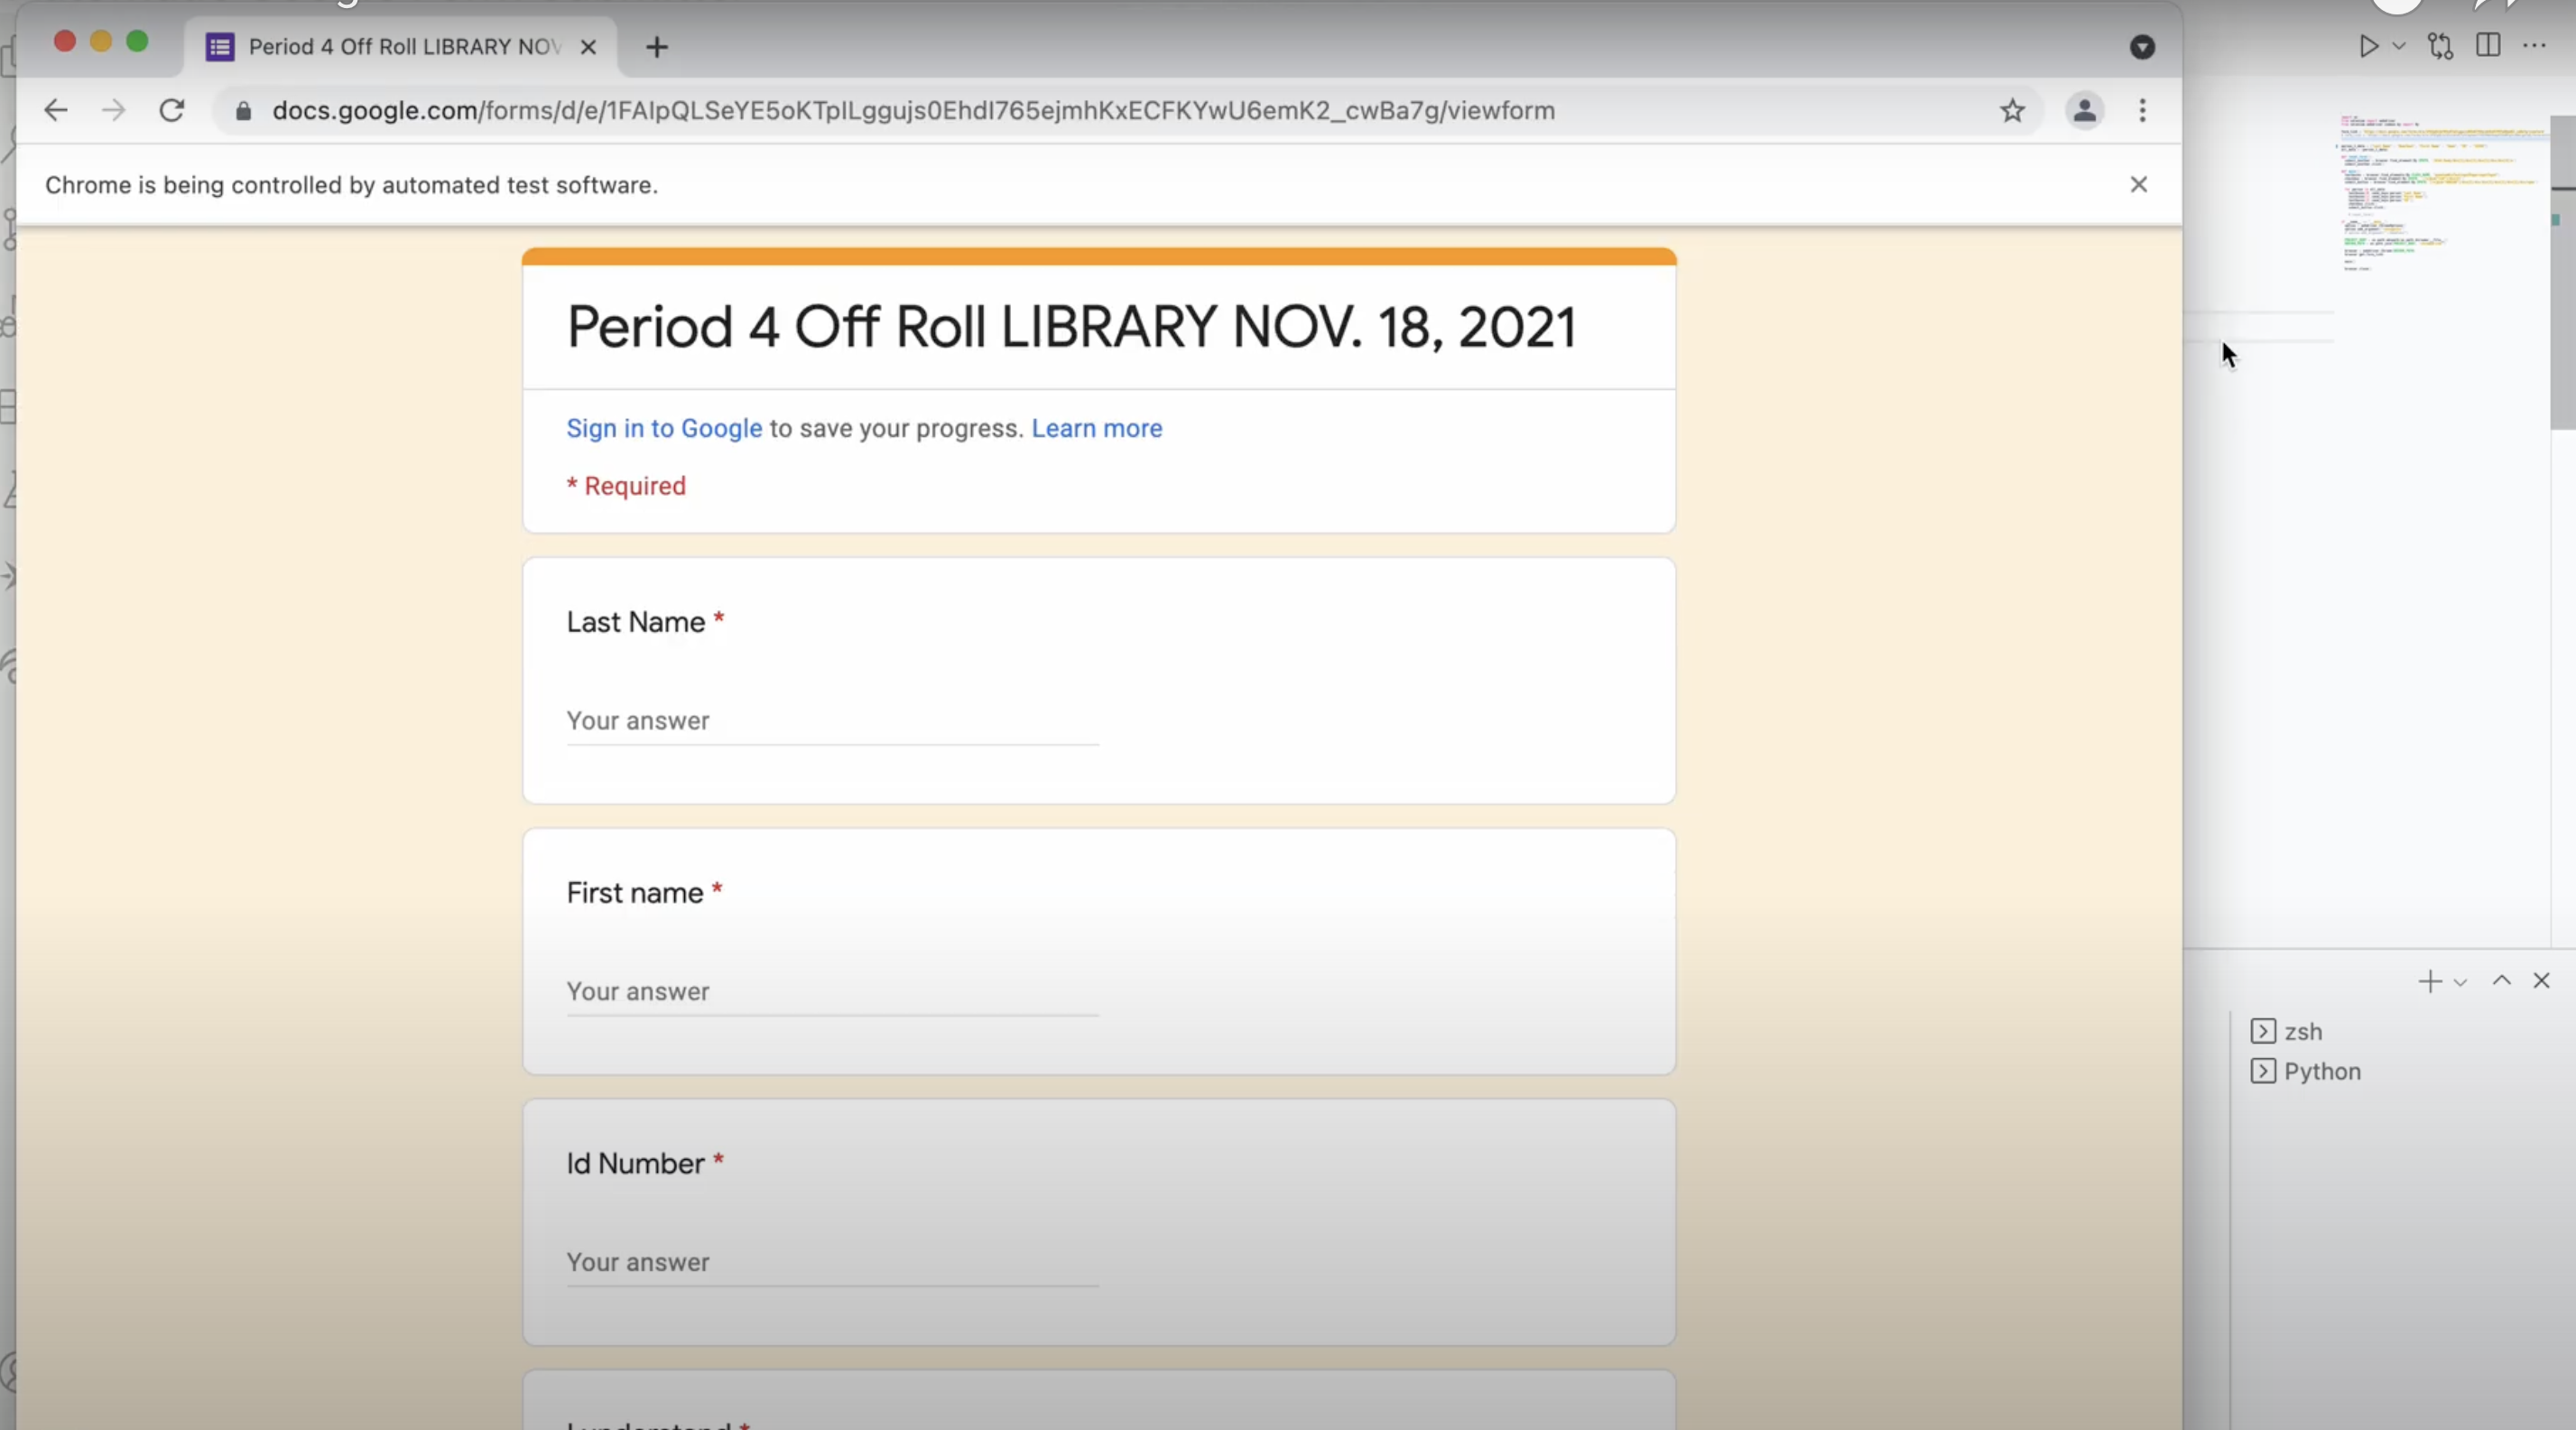 Period 4 Off Roll LIBRARY NOV
docs.google.com/forms/d/e/1FAIpQLSeYE5oKTplLggujs0EhdI765ejmhKxECFKYwU6emK2_cwBa7g/viewform
Chrome is being controlled by automated test software.
Period 4 Off Roll LIBRARY NOV. 18, 2021
Sign in to Google to save your progress. Learn more
* Required
Last Name *
Your answer
First name *
Your answer
Id Number *
Your answer
I understand *
zsh
Python